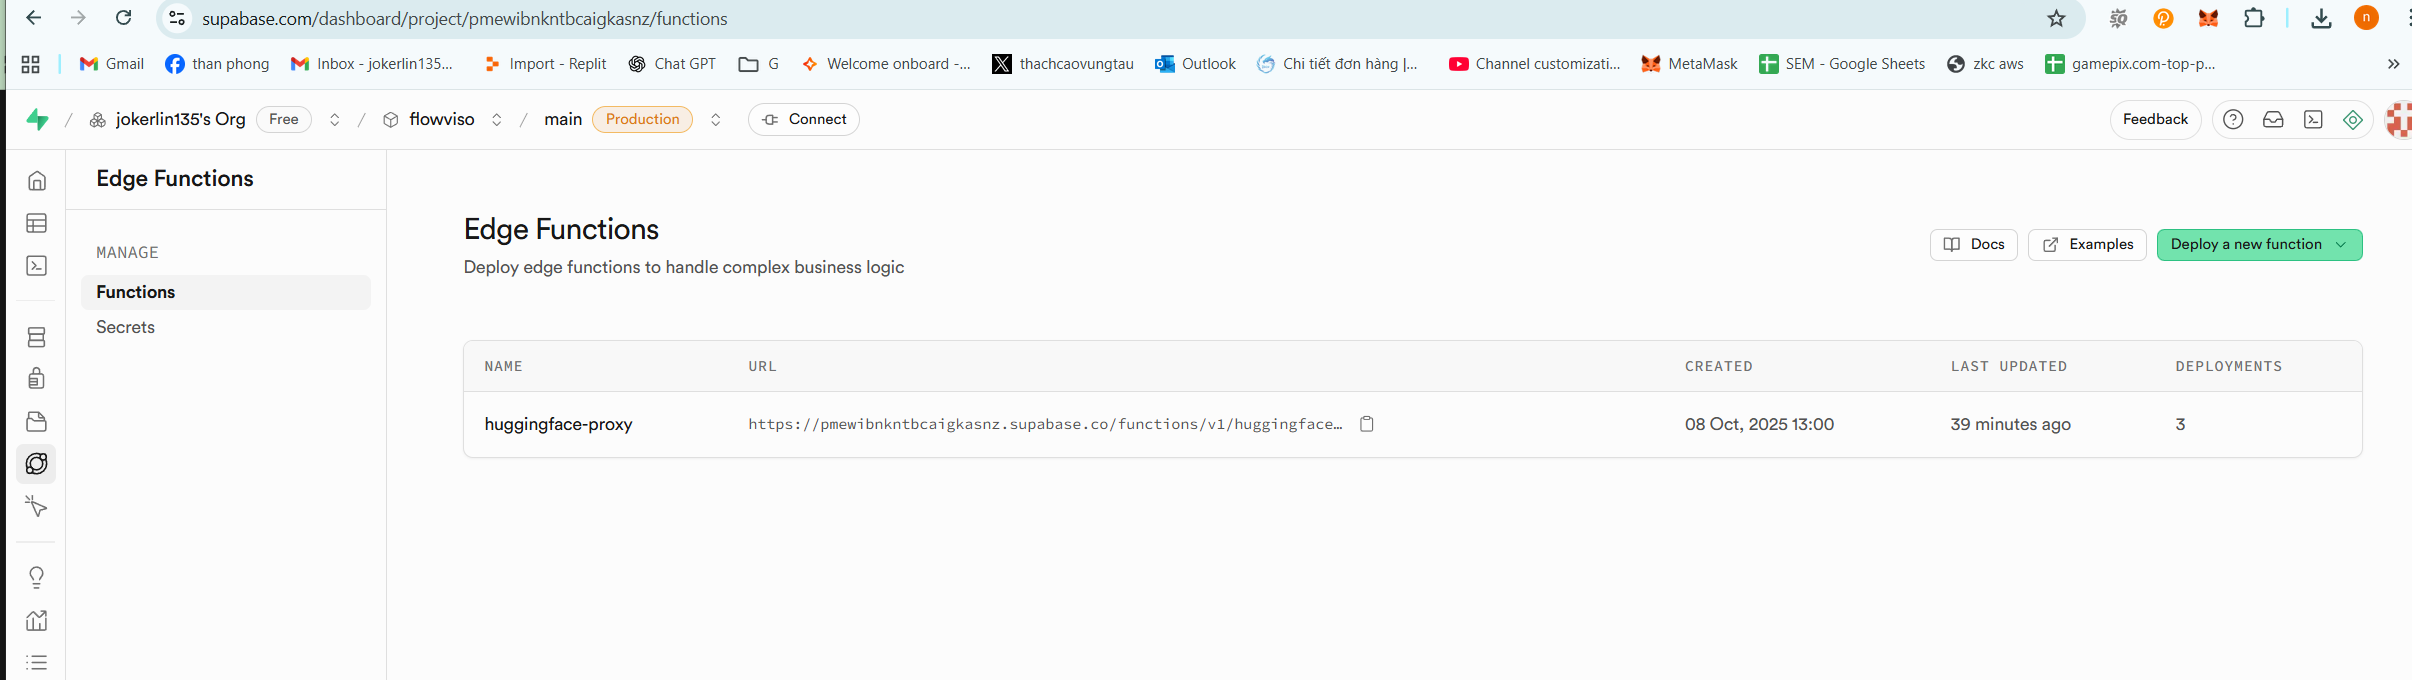 supabase.com/dashboard/project/pmewibnkntbcaigkasnz/functions
n
Gmail
than phong
Inbox - jokerlin135...
Import - Replit
Chat GPT
G
Welcome onboard -...
thachcaovungtau
Outlook
Chi tiết đơn hàng |...
Channel customizati...
MetaMask
SEM - Google Sheets
zkc aws
gamepix.com-top-p...
»
/ jokerlin135's Org Free / flowviso / main Production Connect
Feedback
Edge Functions
MANAGE
Functions
Secrets
Edge Functions
Deploy edge functions to handle complex business logic
Docs
Examples
Deploy a new function
NAME URL CREATED LAST UPDATED DEPLOYMENTS
huggingface-proxy https://pmewibnkntbcaigkasnz.supabase.co/functions/v1/huggingface… 08 Oct, 2025 13:00 39 minutes ago 3